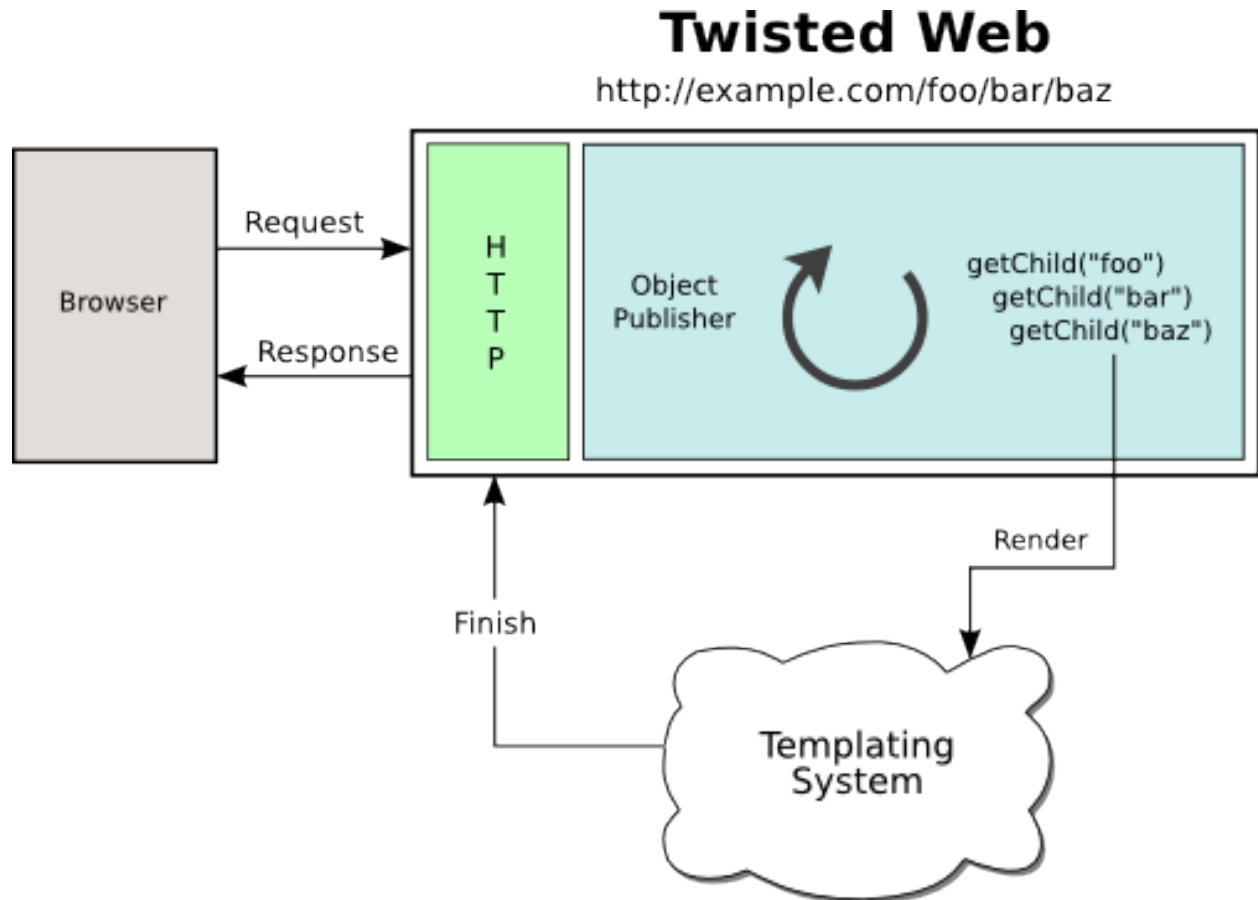 Twisted Web
http://example.com/foo/bar/baz
Browser
Request
Response
H
T
T
P
Object
Publisher
getChild("foo")
getChild("bar")
getChild("baz")
Render
Finish
Templating
System